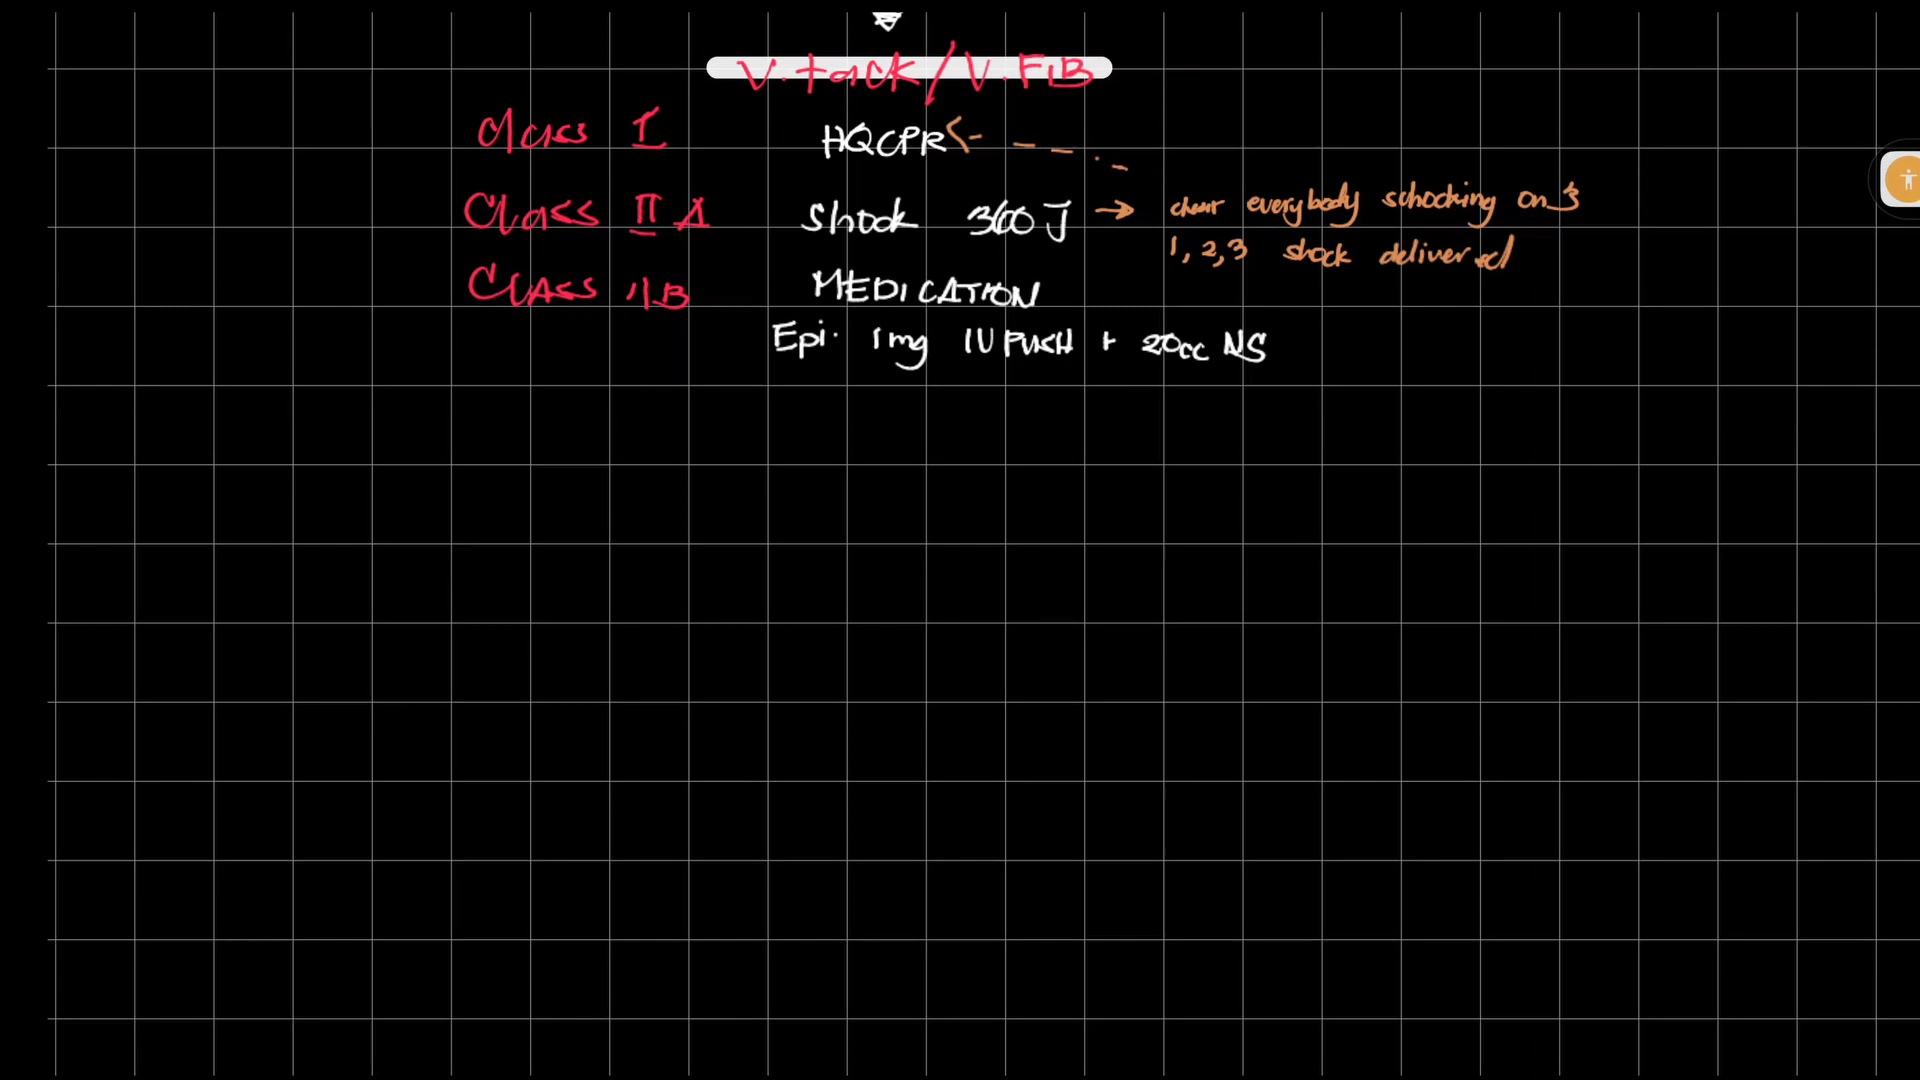 V. tack / V. FIB
Class I HQCPR
Class II A Shock 360 J → clear everybody schocking on 3
1, 2, 3 shock delivered
CLASS IIB MEDICATION
Epi. 1mg IV PUSH + 20cc NS